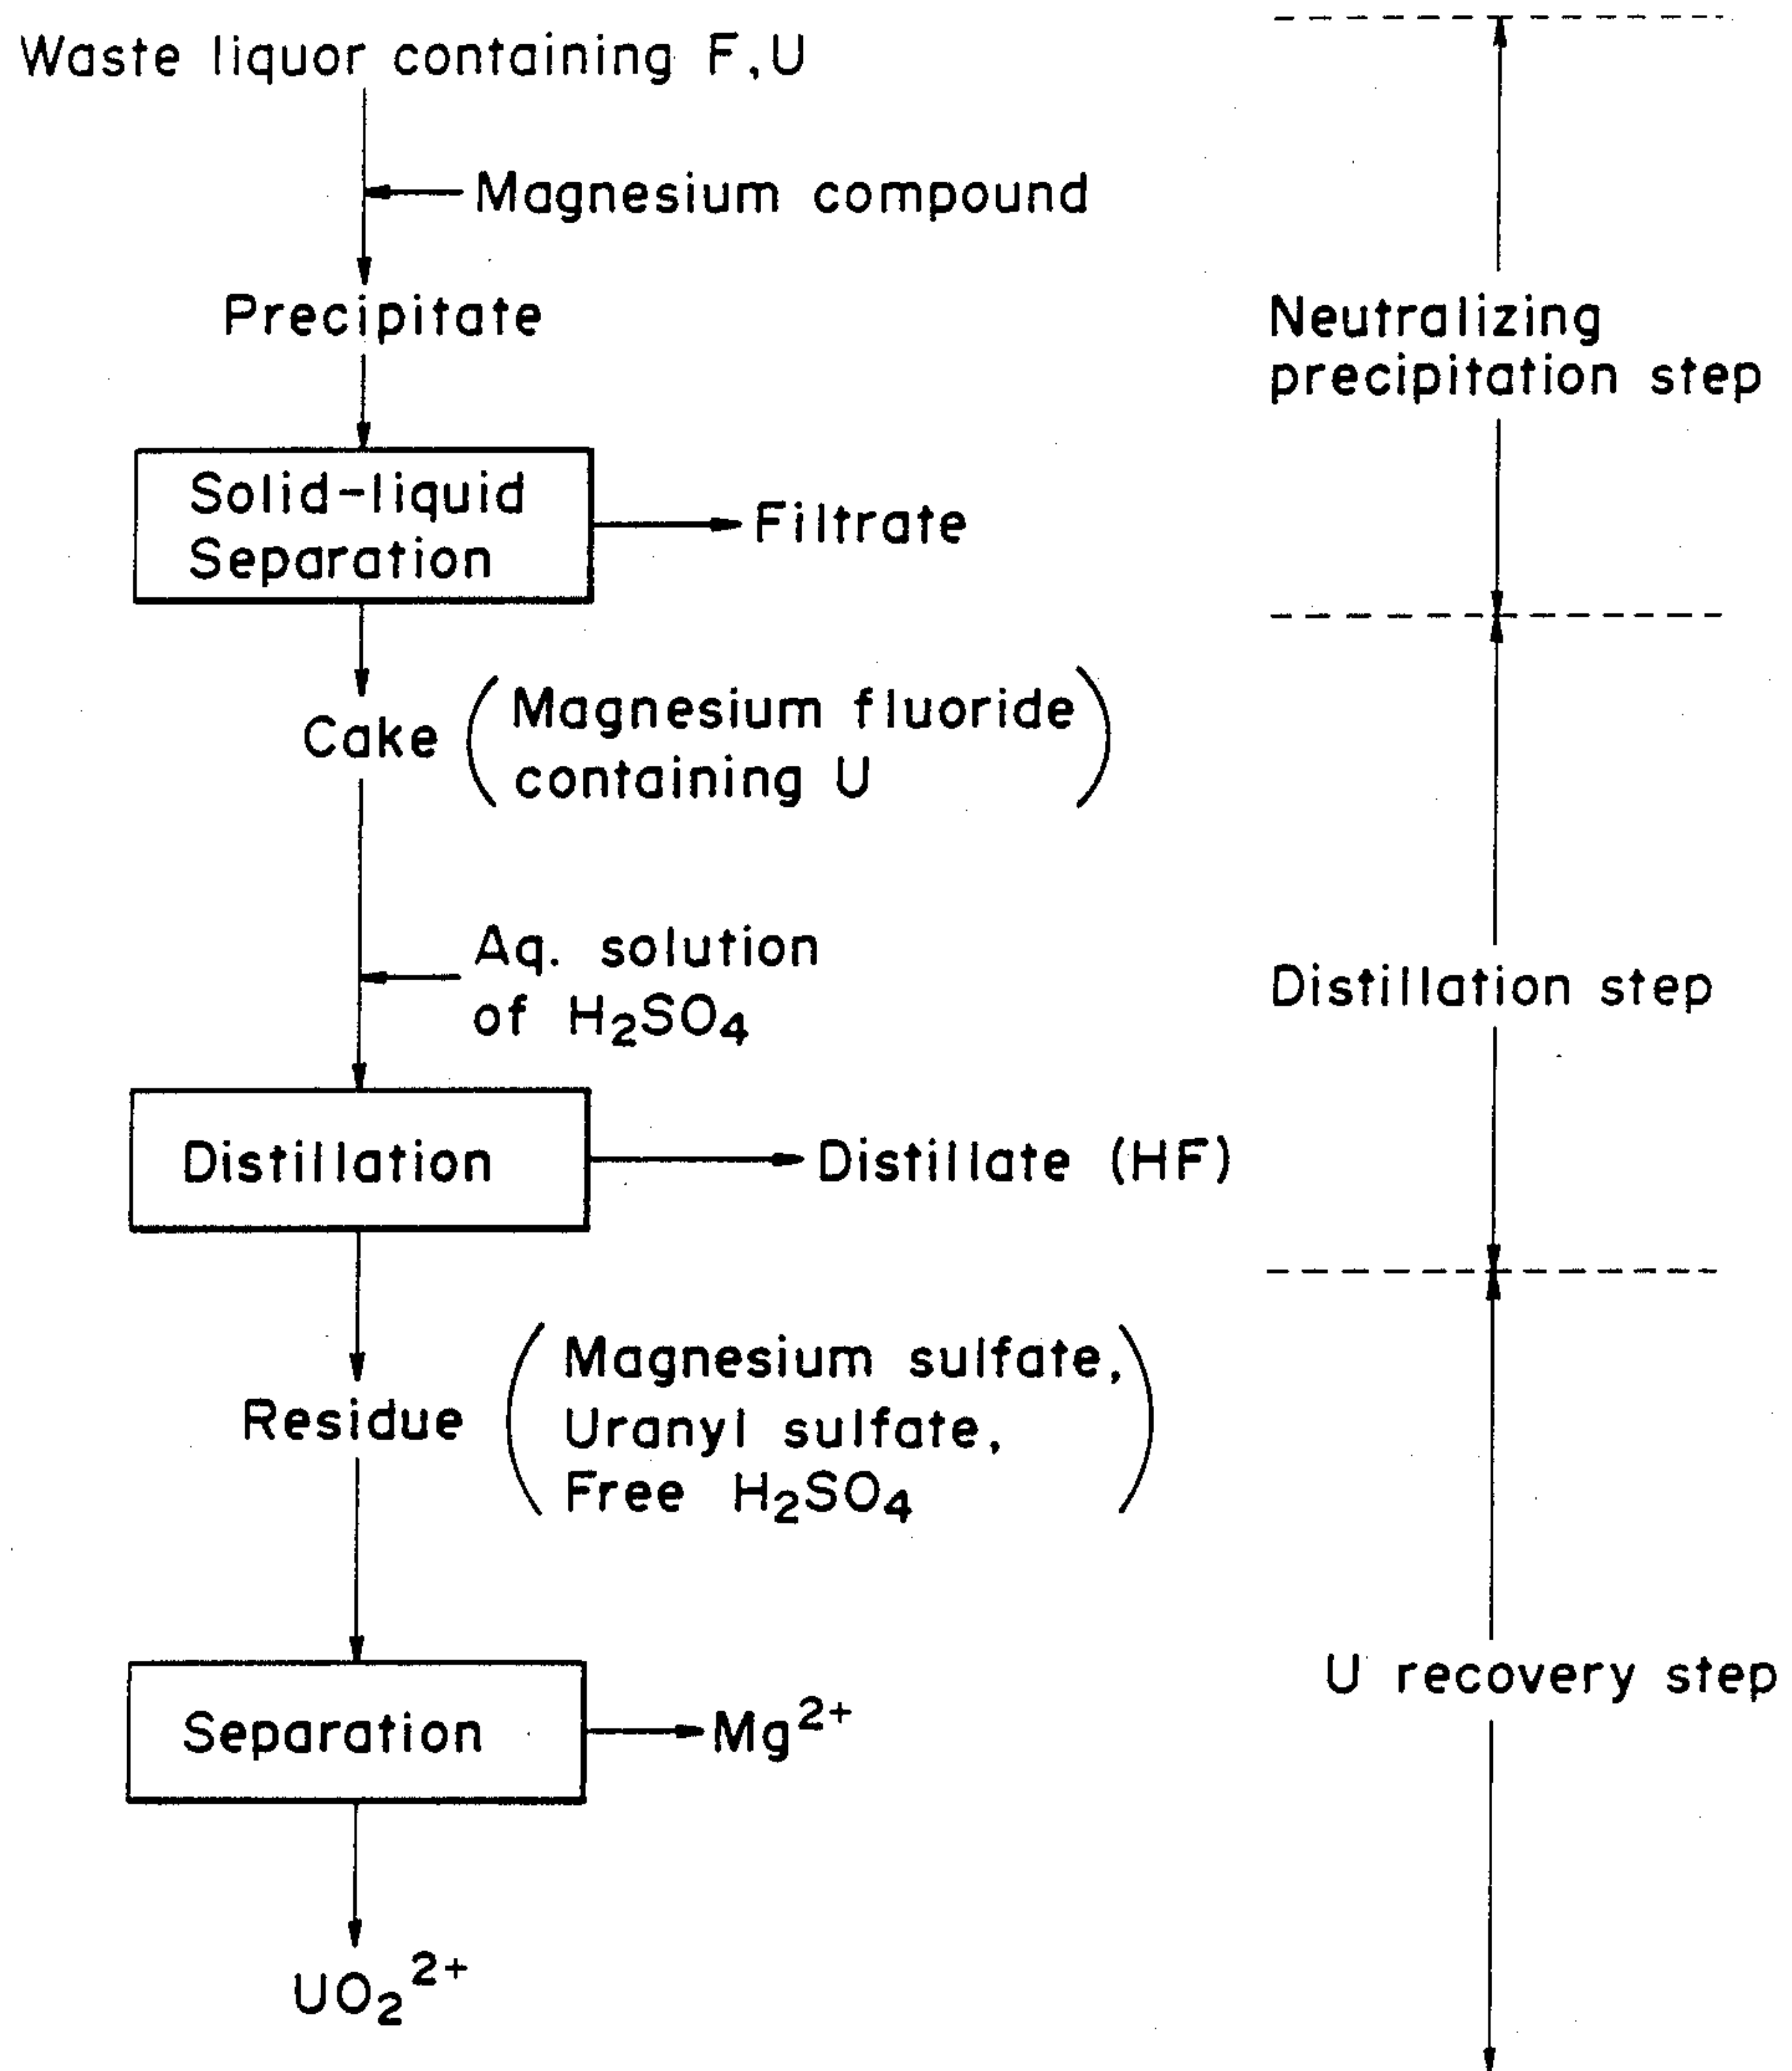 Waste liquor containing F,U
Magnesium compound
Precipitate
Neutralizing
precipitation step
Solid-liquid
Separation
Filtrate
Cake
Magnesium fluoride
containing U
Aq. solution
of H₂SO₄
Distillation step
Distillation
Distillate (HF)
Residue
Magnesium sulfate,
Uranyl sulfate,
Free H₂SO₄
U recovery step
Separation
Mg²⁺
UO₂²⁺